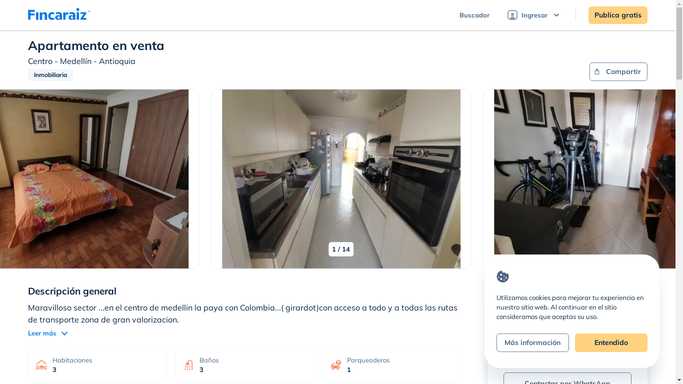 Fincaraiz
Buscador
Ingresar
Publica gratis
Apartamento en venta
Centro - Medellín - Antioquia
Inmobiliaria
Compartir
1 / 14
Descripción general
Maravilloso sector ...en el centro de medellin la paya con Colombia...( girardot)con acceso a todo y a todas las rutas
de transporte zona de gran valorizacion.
Leer más
Habitaciones
3
Baños
3
Parqueaderos
1
Utilizamos cookies para mejorar tu experiencia en
nuestro sitio web. Al continuar en el sitio
consideramos que aceptas su uso.
Más información
Entendido
Contactar por WhatsApp